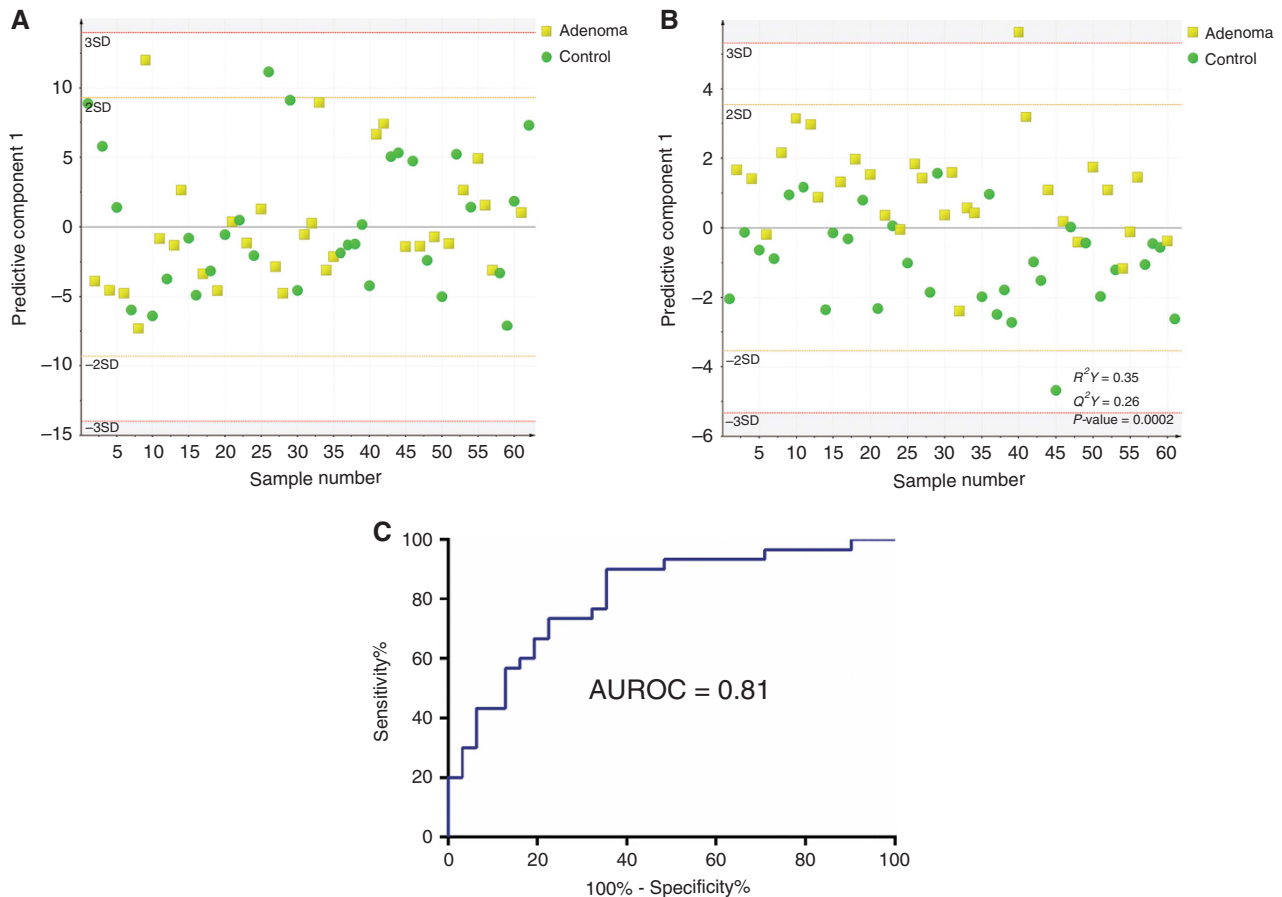 A
Adenoma
Control
3SD
2SD
−2SD
−3SD
10
5
0
−5
−10
−15
5 10 15 20 25 30 35 40 45 50 55 60
Predictive component 1
Sample number
B
Adenoma
Control
3SD
2SD
−2SD
−3SD
4
2
0
−2
−4
−6
5 10 15 20 25 30 35 40 45 50 55 60
Predictive component 1
Sample number
R²Y = 0.35
Q²Y = 0.26
P-value = 0.0002
C
100
80
60
40
20
0
0 20 40 60 80 100
Sensitivity%
100% - Specificity%
AUROC = 0.81